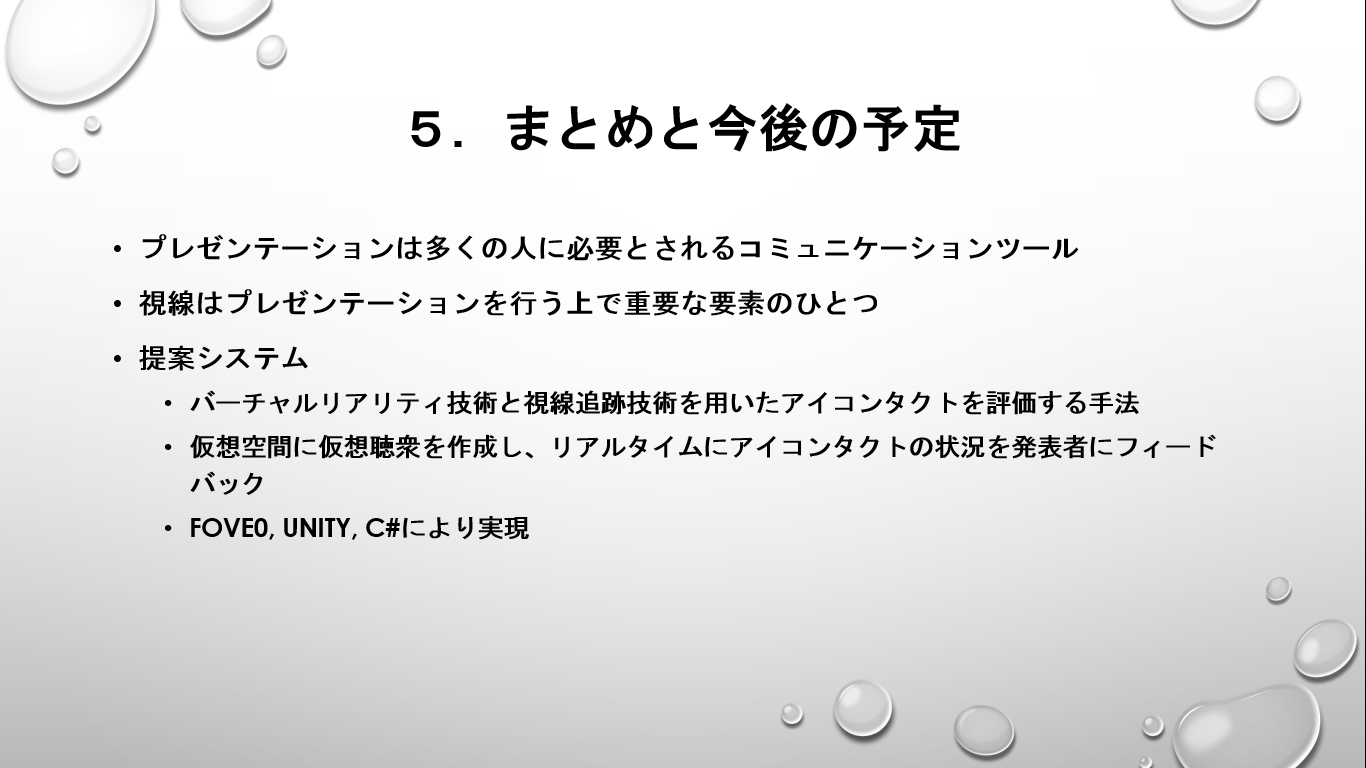 ５．まとめと今後の予定
• プレゼンテーションは多くの人に必要とされるコミュニケーションツール
• 視線はプレゼンテーションを行う上で重要な要素のひとつ
• 提案システム
• バーチャルリアリティ技術と視線追跡技術を用いたアイコンタクトを評価する手法
• 仮想空間に仮想聴衆を作成し、リアルタイムにアイコンタクトの状況を発表者にフィード
バック
• FOVE0, UNITY, C#により実現